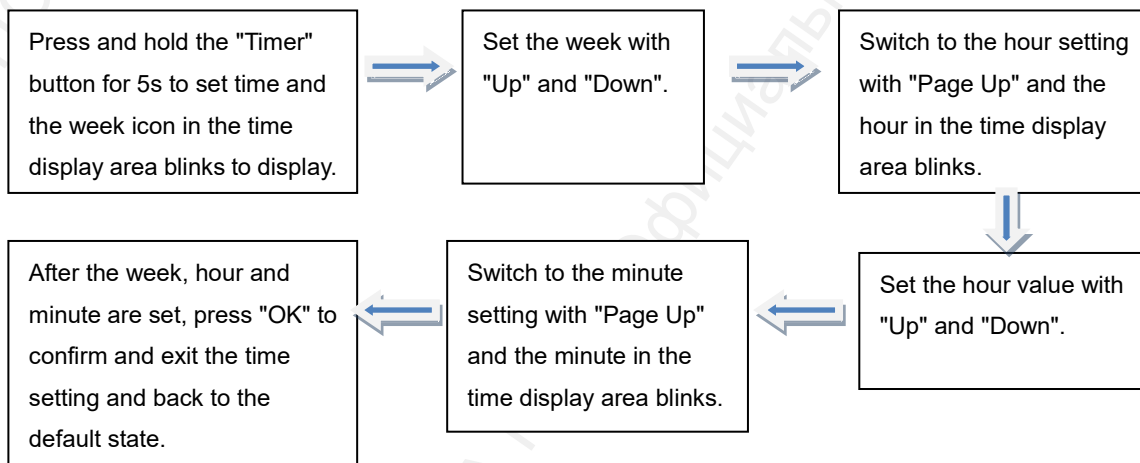 Press and hold the "Timer"
button for 5s to set time and
the week icon in the time
display area blinks to display.
Set the week with
"Up" and "Down".
Switch to the hour setting
with "Page Up" and the
hour in the time display
area blinks.
Set the hour value with
"Up" and "Down".
Switch to the minute
setting with "Page Up"
and the minute in the
time display area blinks.
After the week, hour and
minute are set, press "OK" to
confirm and exit the time
setting and back to the
default state.